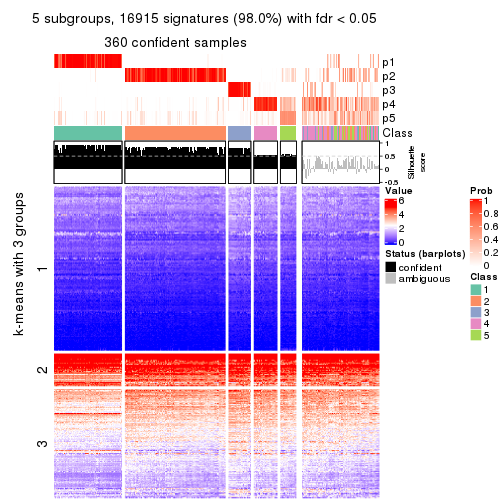 5 subgroups, 16915 signatures (98.0%) with fdr < 0.05
360 confident samples
p1
p2
p3
p4
p5
Class
1
0.5
0
-0.5
Silhouette
score
k-means with 3 groups
1
2
3
Value
6
4
2
0
Status (barplots)
confident
ambiguous
Prob
1
0.8
0.6
0.4
0.2
0
Class
1
2
3
4
5